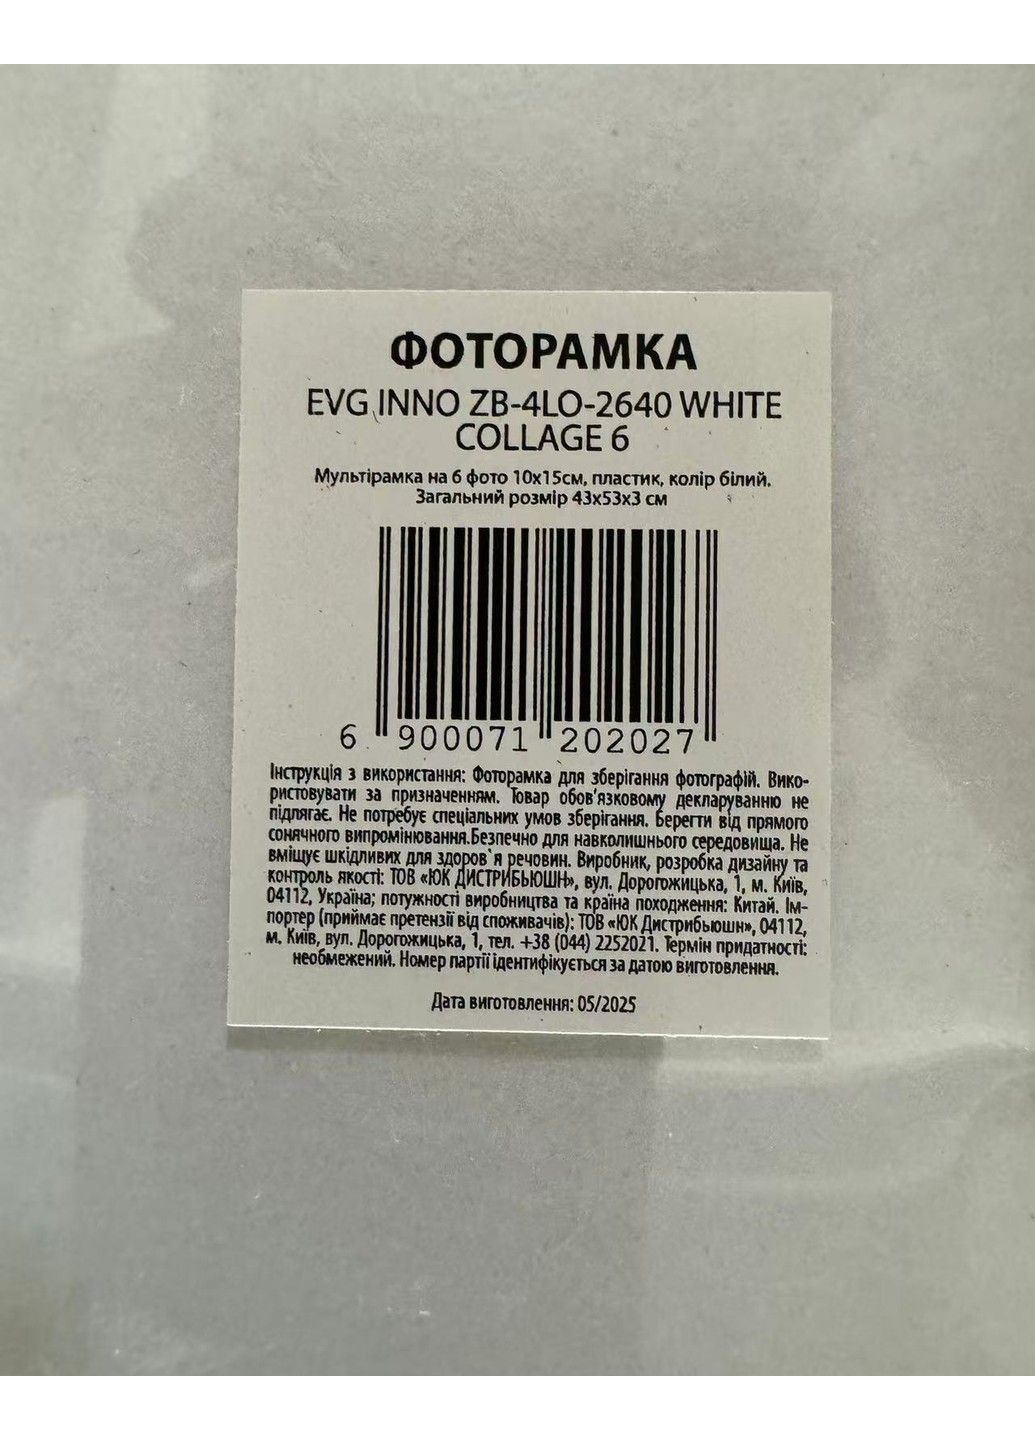 ФОТОРАМКА
EVG INNO ZB-4LO-2640 WHITE
COLLAGE 6
Мультірамка на 6 фото 10х15см, пластик, колір білий.
Загальний розмір 43х53х3 см
6 900071 202027
Інструкція з використання: Фоторамка для зберігання фотографій. Вико-
ристовувати за призначенням. Товар обов'язковому декларуванню не
підлягає. Не потребує спеціальних умов зберігання. Берегти від прямого
сонячного випромінювання.Безпечно для навколишнього середовища. Не
вміщує шкідливих для здоров`я речовин. Виробник, розробка дизайну та
контроль якості: ТОВ «ЮК ДИСТРИБЬЮШН», вул. Дорогожицька, 1, м. Київ,
04112, Україна; потужності виробництва та країна походження: Китай. Ім-
портер (приймає претензії від споживачів): ТОВ «ЮК Дистрибьюшн», 04112,
м. Київ, вул. Дорогожицька, 1, тел. +38 (044) 2252021. Термін придатності:
необмежений. Номер партії ідентифікується за датою виготовлення.
Дата виготовлення: 05/2025